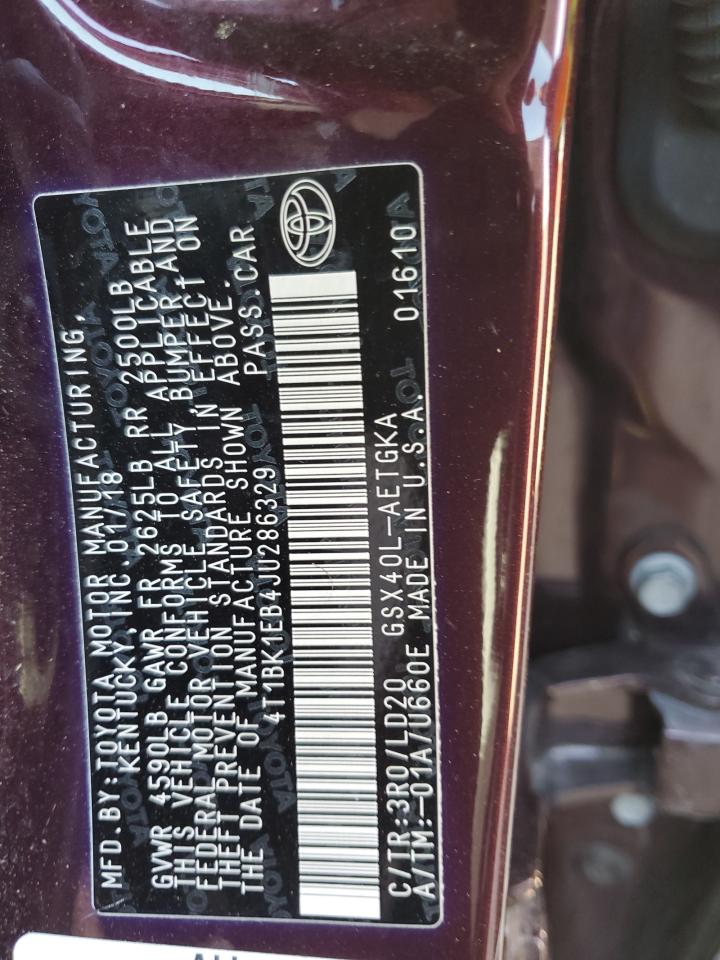 MFD.BY:TOYOTA MOTOR MANUFACTURING,
KENTUCKY, INC.01/18
GVWR 4590LB GAWR FR 2625LB RR 2500LB
THIS VEHICLE CONFORMS TO ALL APPLICABLE
FEDERAL MOTOR VEHICLE SAFETY, BUMPER,AND
THEFT PREVENTION STANDARDS IN EFFECT ON
THE DATE OF MANUFACTURE SHOWN ABOVE.
4T1BK1EB4JU286329 PASS.CAR
C/TR:3R0/LD20 GSX40L-AETGKA
A/TM:-01A/U660E MADE IN U.S.A. 01610